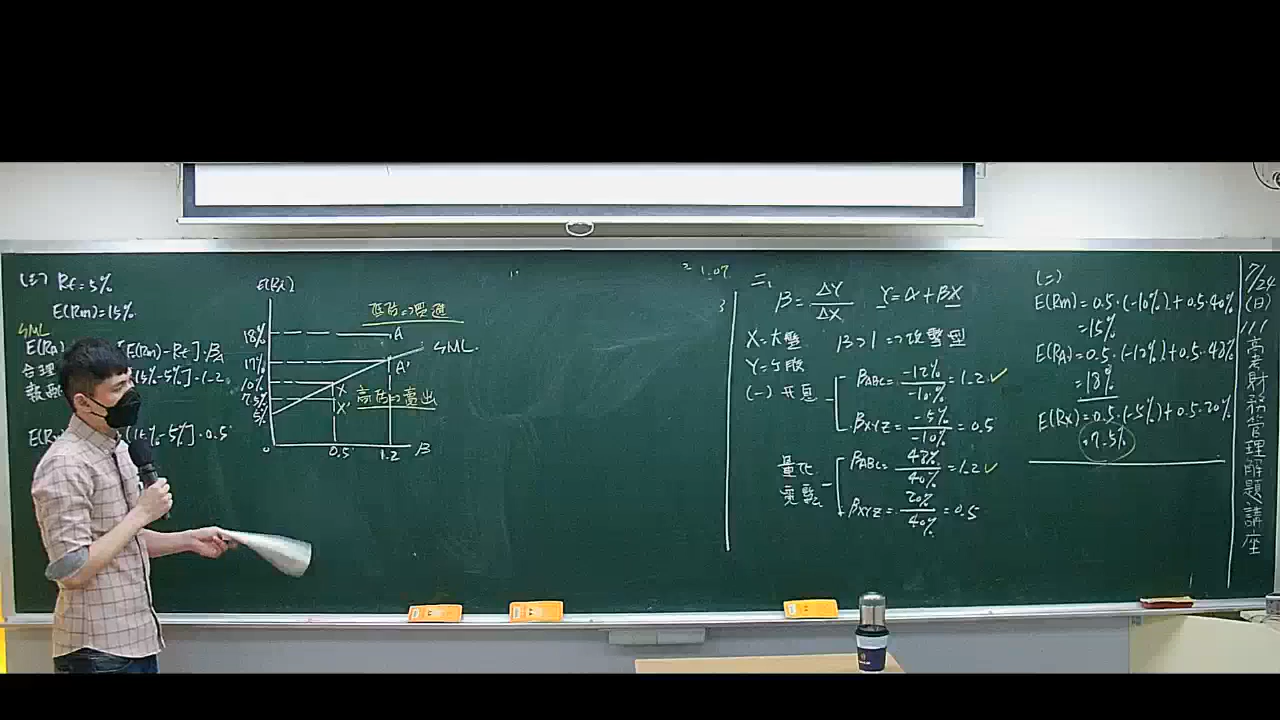 (三) Rf=5%
E(Rm)=15%
SML
E(RA
[E(Rm)-Rf]·βA
合理
[15%-5%]·1.2
報酬
E(R
(15%-5%]·0.5
E(Ri)
低估⇒買進
18%
A
SML
17%
A'
10%
X
7.5%
X'
高估⇒賣出
5%
0
0.5
1.2
β
1.07
3
二、
β=ΔY/ΔX Y=α+βX
X=大盤 β>1⇒攻擊型
Y=
(一)升息
βABC=-12%/-10%=1.2✓
βXYZ=-5%/-10%=0.5
量化寬鬆
βABC=48%/40%=1.2✓
βXYZ=20%/40%=0.5
(二)
E(Rm)=0.5·(-10%)+0.5·40%
=15%
E(RA)=0.5·(-12%)+0.5·48%
=18%
E(Rx)=0.5·(-5%)+0.5·20%
=7.5%
7/24
(日)
111
高考財務管理解題講座